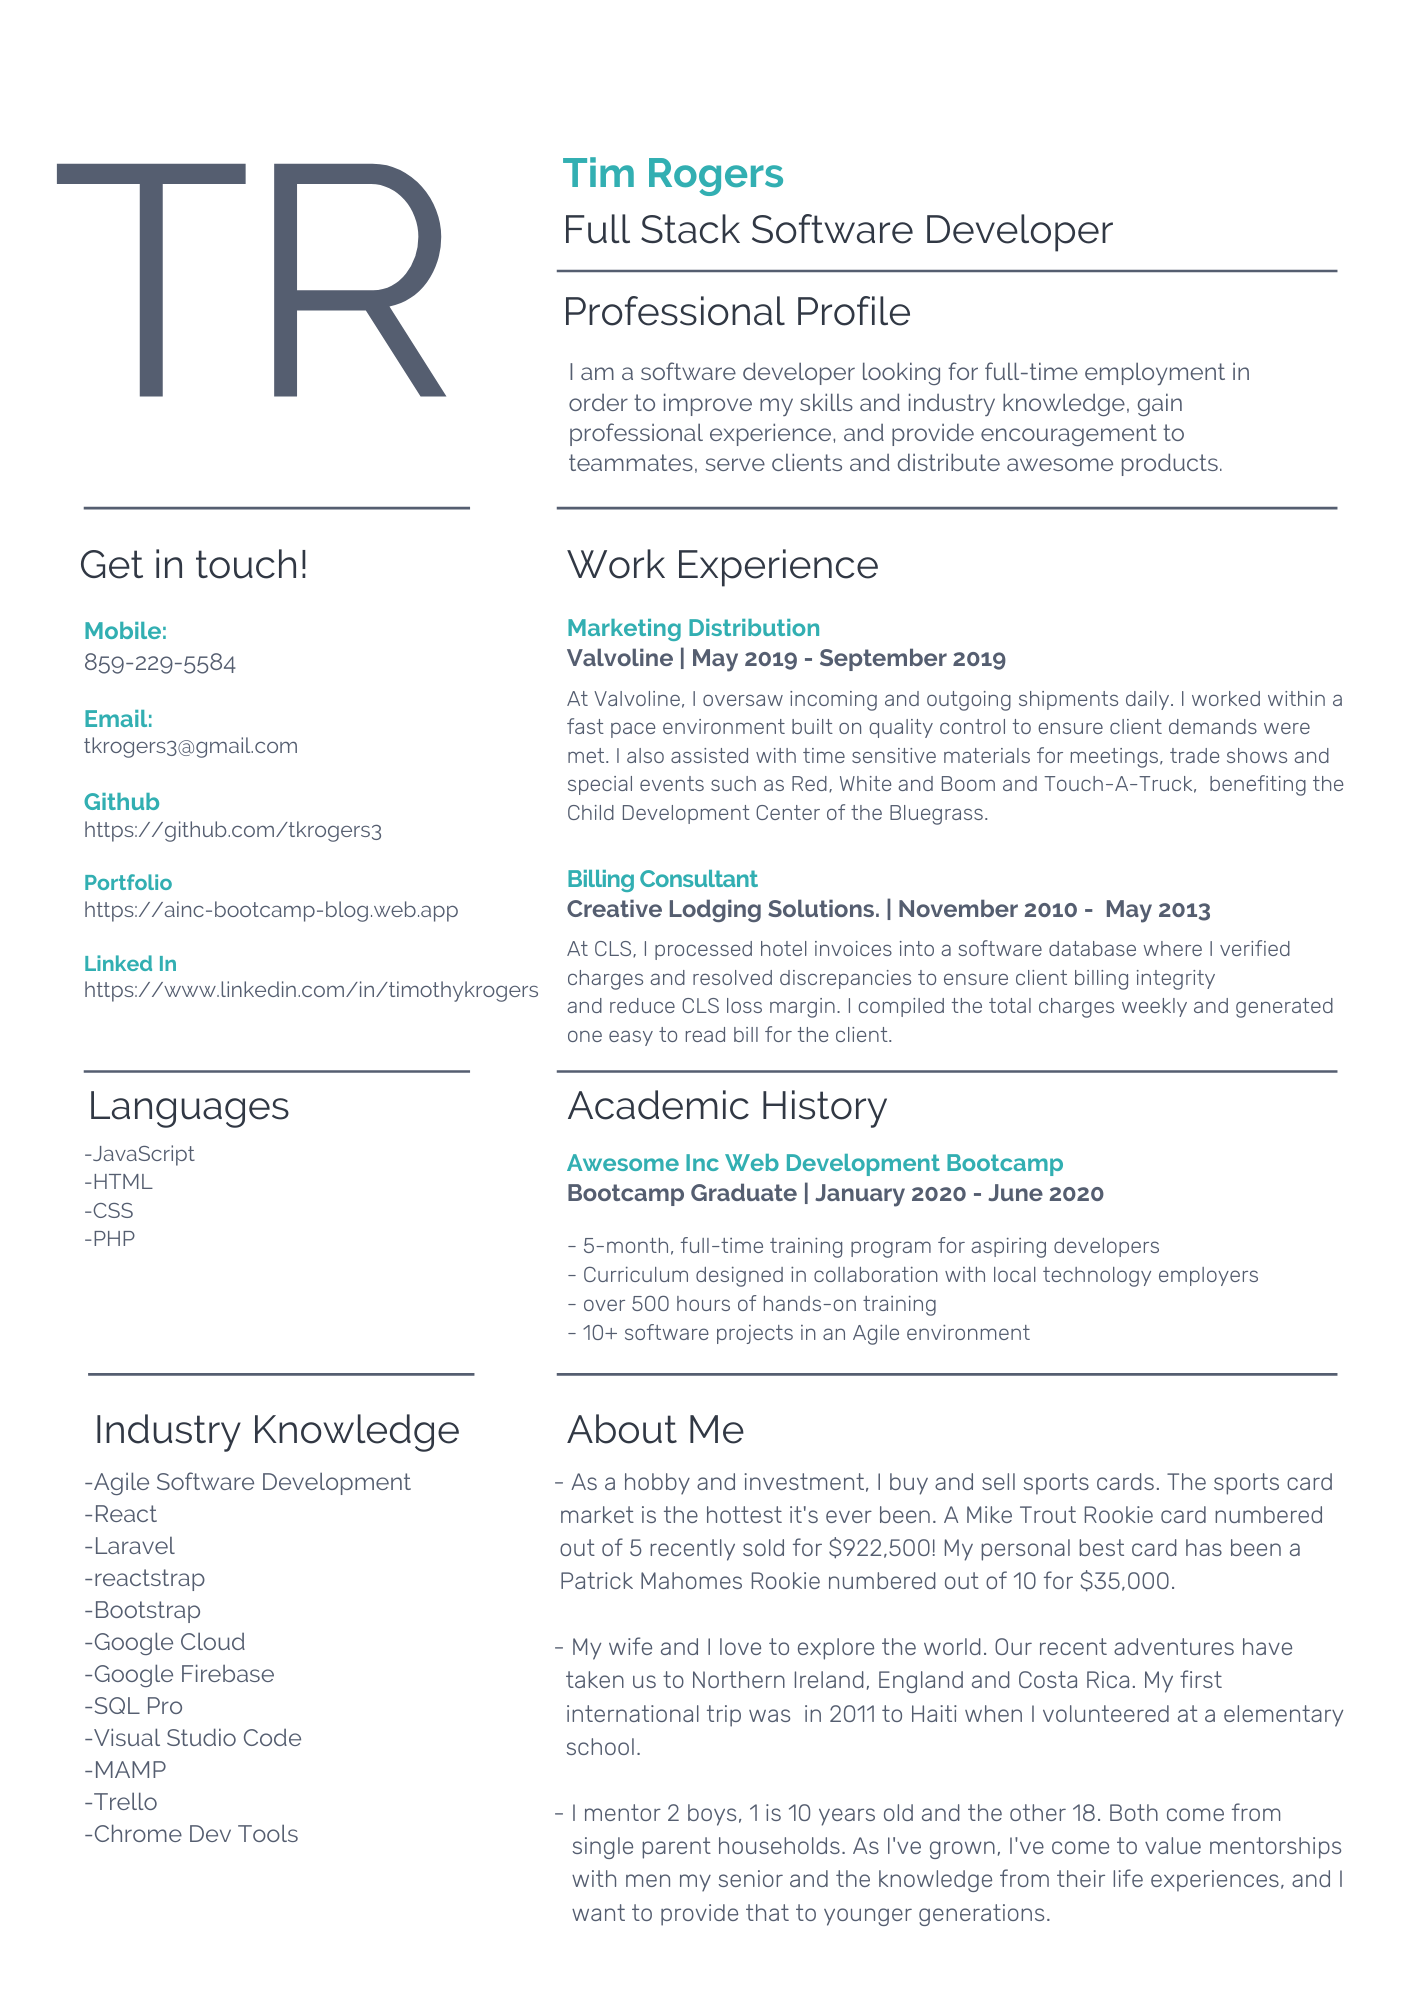 TR
Tim Rogers
Full Stack Software Developer
Professional Profile
I am a software developer looking for full-time employment in
order to improve my skills and industry knowledge, gain
professional experience, and provide encouragement to
teammates, serve clients and distribute awesome products.
Get in touch!
Mobile:
859-229-5584
Email:
tkrogers3@gmail.com
Github
https://github.com/tkrogers3
Portfolio
https://ainc-bootcamp-blog.web.app
Linked In
https://www.linkedin.com/in/timothykrogers
Work Experience
Marketing Distribution
Valvoline | May 2019 - September 2019
At Valvoline, I oversaw incoming and outgoing shipments daily. I worked within a
fast pace environment built on quality control to ensure client demands were
met. I also assisted with time sensitive materials for meetings, trade shows and
special events such as Red, White and Boom and Touch-A-Truck,  benefiting the
Child Development Center of the Bluegrass.
Billing Consultant
Creative Lodging Solutions. | November 2010 -  May 2013
At CLS, I processed hotel invoices into a software database where I verified
charges and resolved discrepancies to ensure client billing integrity
and reduce CLS loss margin. I compiled the total charges weekly and generated
one easy to read bill for the client.
Languages
-JavaScript
-HTML
-CSS
-PHP
Academic History
Awesome Inc Web Development Bootcamp
Bootcamp Graduate | January 2020 - June 2020
- 5-month, full-time training program for aspiring developers
- Curriculum designed in collaboration with local technology employers
- over 500 hours of hands-on training
- 10+ software projects in an Agile environment
Industry Knowledge
-Agile Software Development
-React
-Laravel
-reactstrap
-Bootstrap
-Google Cloud
-Google Firebase
-SQL Pro
-Visual Studio Code
-MAMP
-Trello
-Chrome Dev Tools
About Me
- As a hobby and investment, I buy and sell sports cards. The sports card
market is the hottest it's ever been. A Mike Trout Rookie card numbered
out of 5 recently sold for $922,500! My personal best card has been a
Patrick Mahomes Rookie numbered out of 10 for $35,000.
- My wife and I love to explore the world. Our recent adventures have
taken us to Northern Ireland, England and Costa Rica. My first
international trip was  in 2011 to Haiti when I volunteered at a elementary
school.
- I mentor 2 boys, 1 is 10 years old and the other 18. Both come from
single parent households. As I've grown, I've come to value mentorships
with men my senior and the knowledge from their life experiences, and I
want to provide that to younger generations.